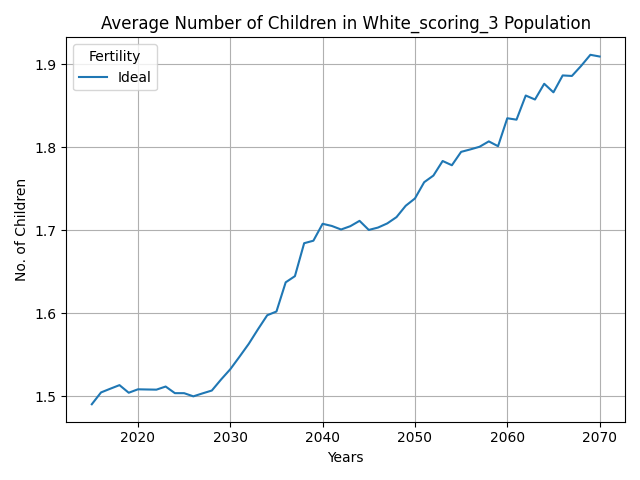 Average Number of Children in White_scoring_3 Population
Fertility
Ideal
No. of Children
1.9
1.8
1.7
1.6
1.5
2020 2030 2040 2050 2060 2070
Years